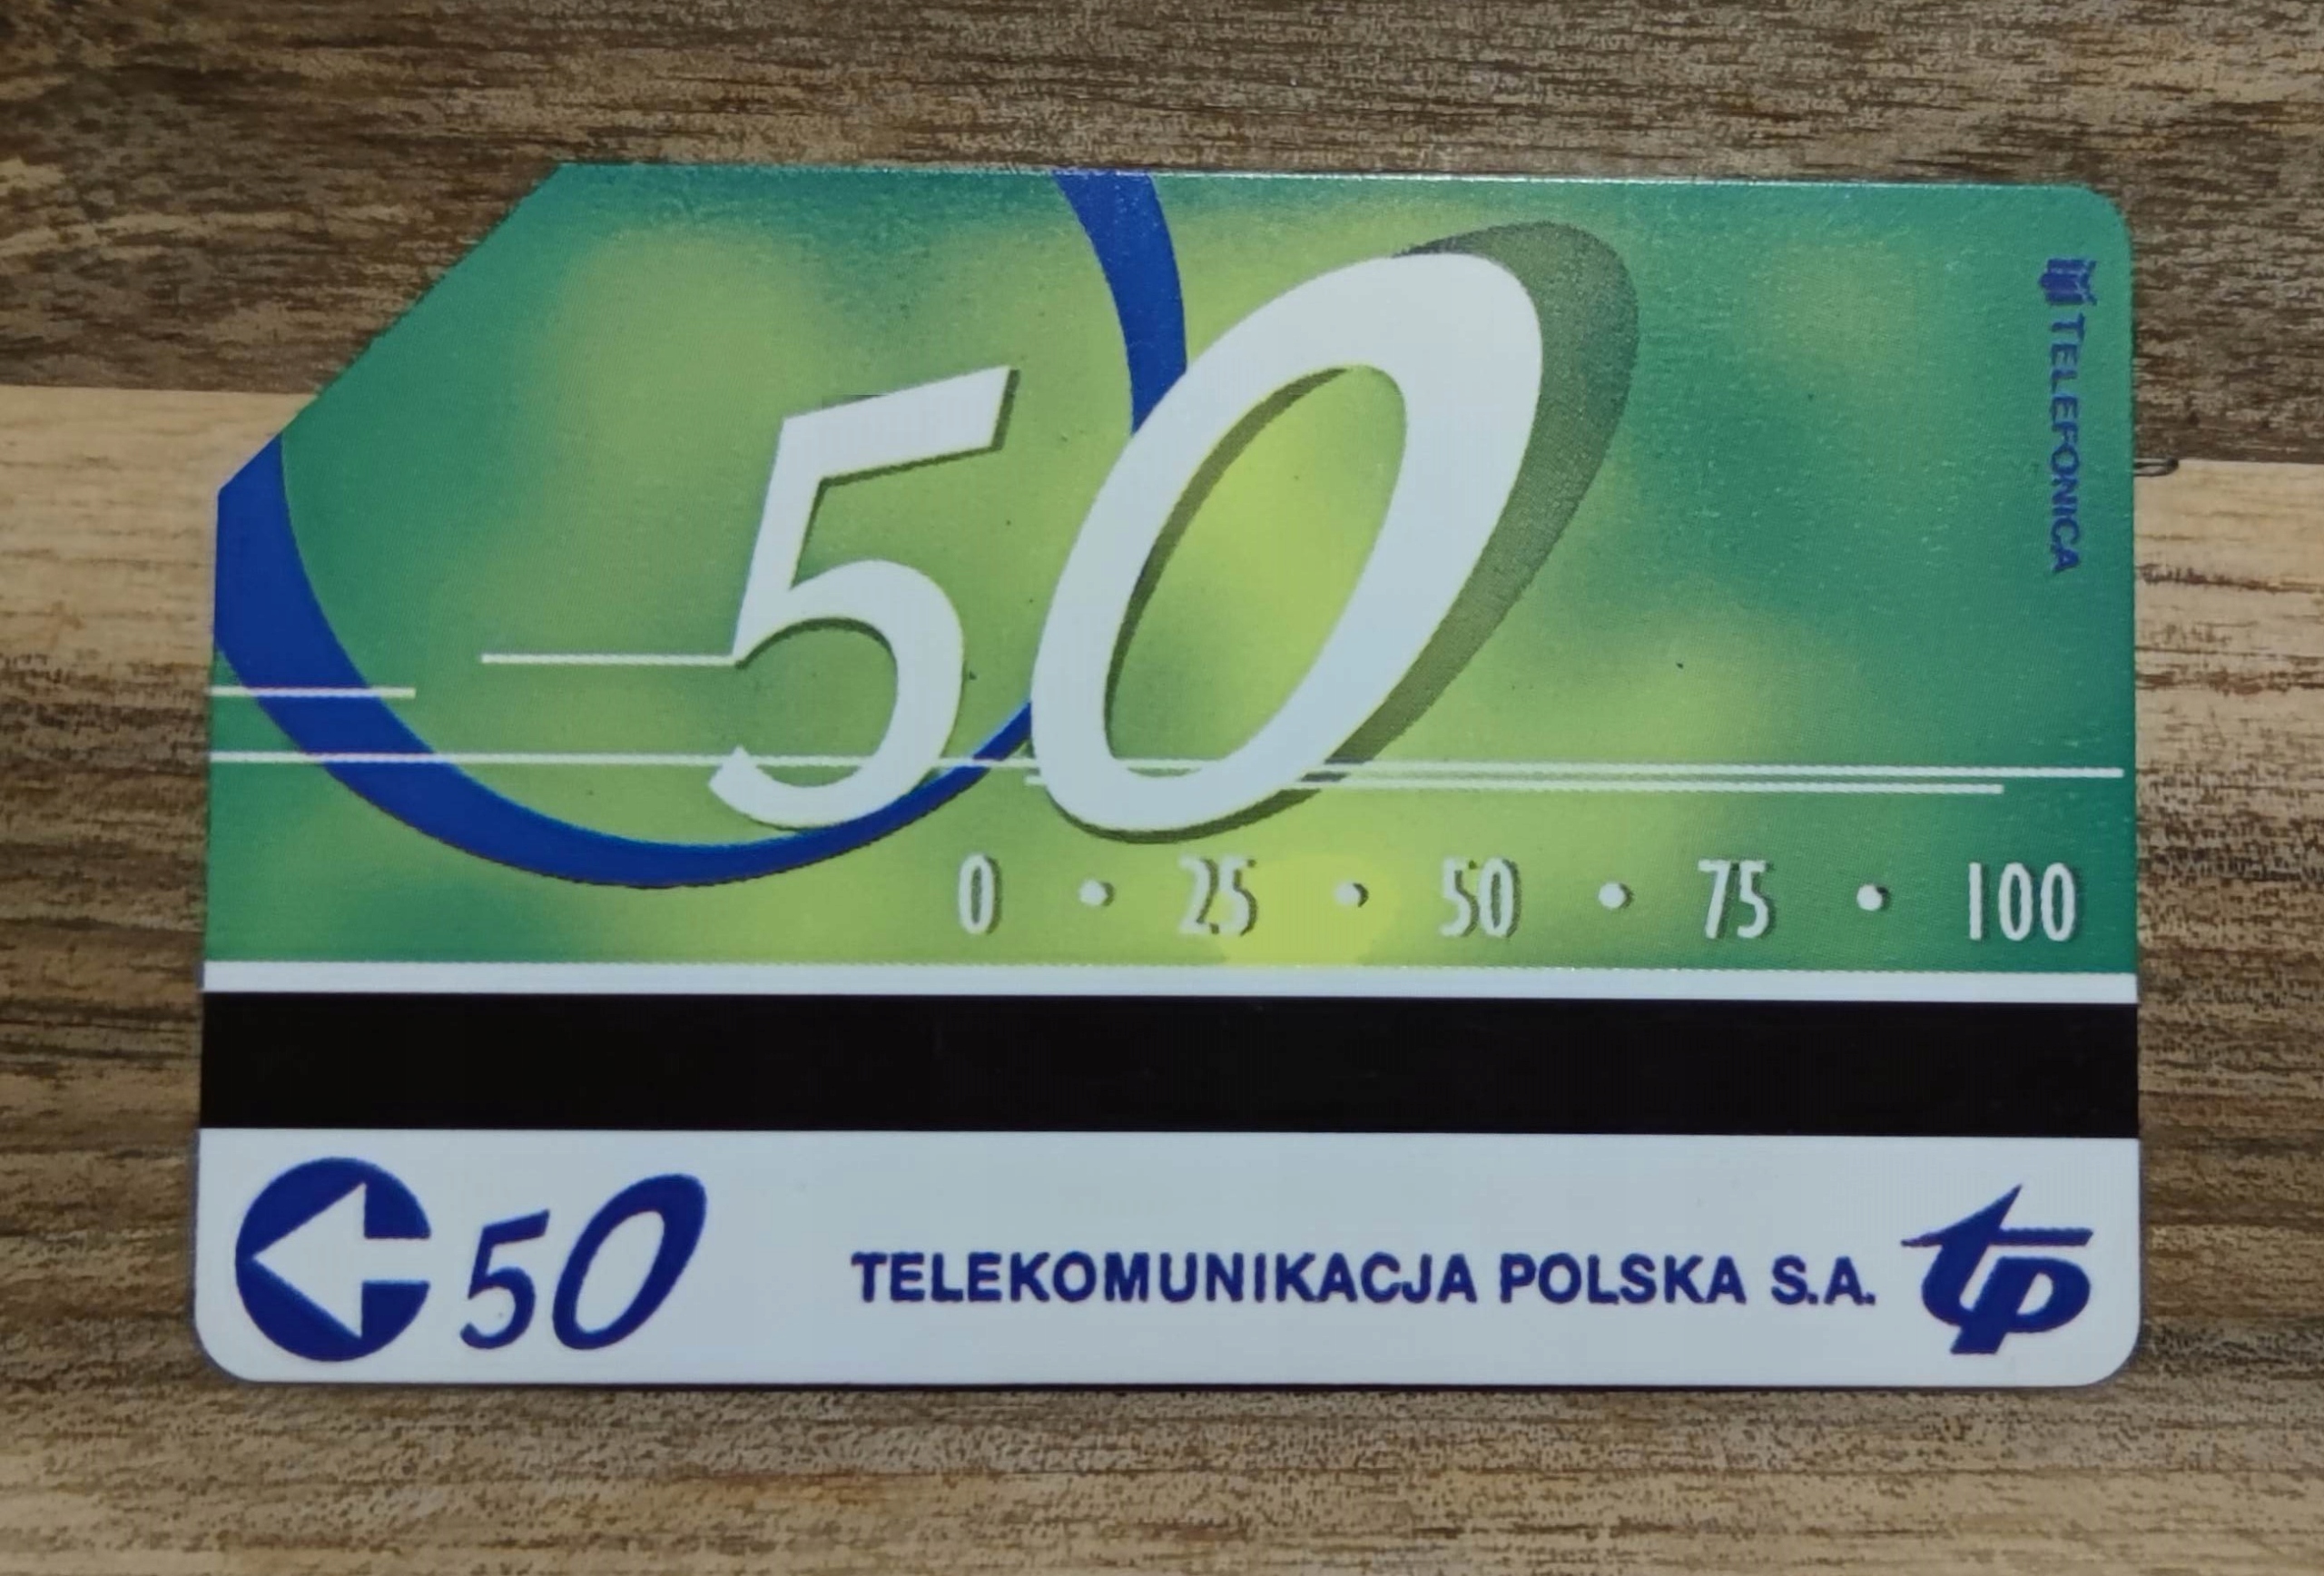 50
TELEFONICA
0 • 25 • 50 • 75 • 100
50
TELEKOMUNIKACJA POLSKA S.A. tp